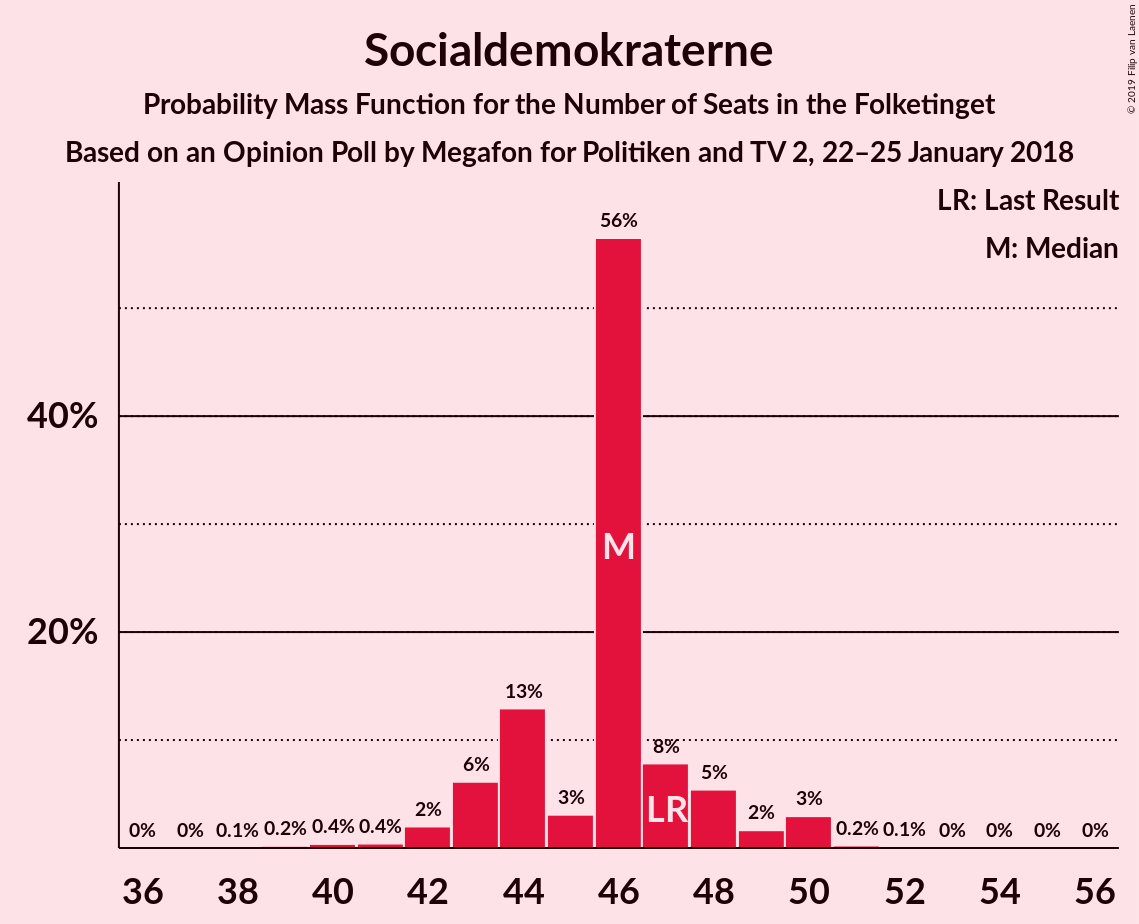 Socialdemokraterne
Probability Mass Function for the Number of Seats in the Folketinget
Based on an Opinion Poll by Megafon for Politiken and TV 2, 22–25 January 2018
© 2019 Filip van Laenen
LR: Last Result
M: Median
40%
20%
0% 0% 0.1% 0.2% 0.4% 0.4% 2% 6% 13% 3% 56% 8% 5% 2% 3% 0.2% 0.1% 0% 0% 0% 0%
M
LR
36 38 40 42 44 46 48 50 52 54 56